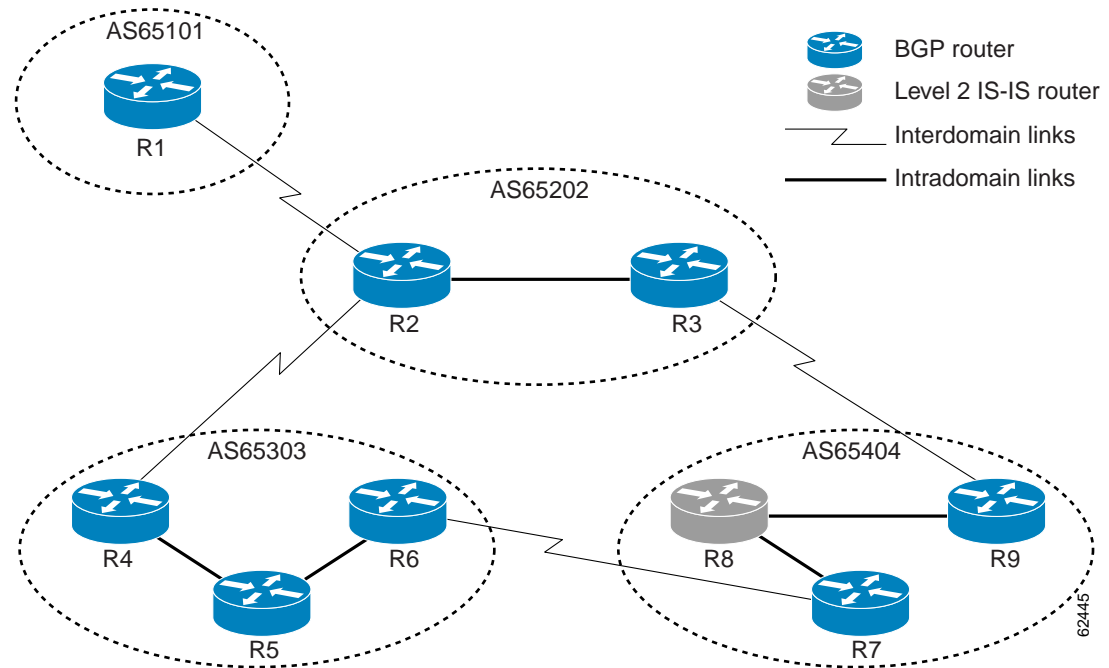 AS65101
R1
BGP router
Level 2 IS-IS router
Interdomain links
Intradomain links
AS65202
R2
R3
AS65303
R4
R6
R5
AS65404
R8
R9
R7
62445